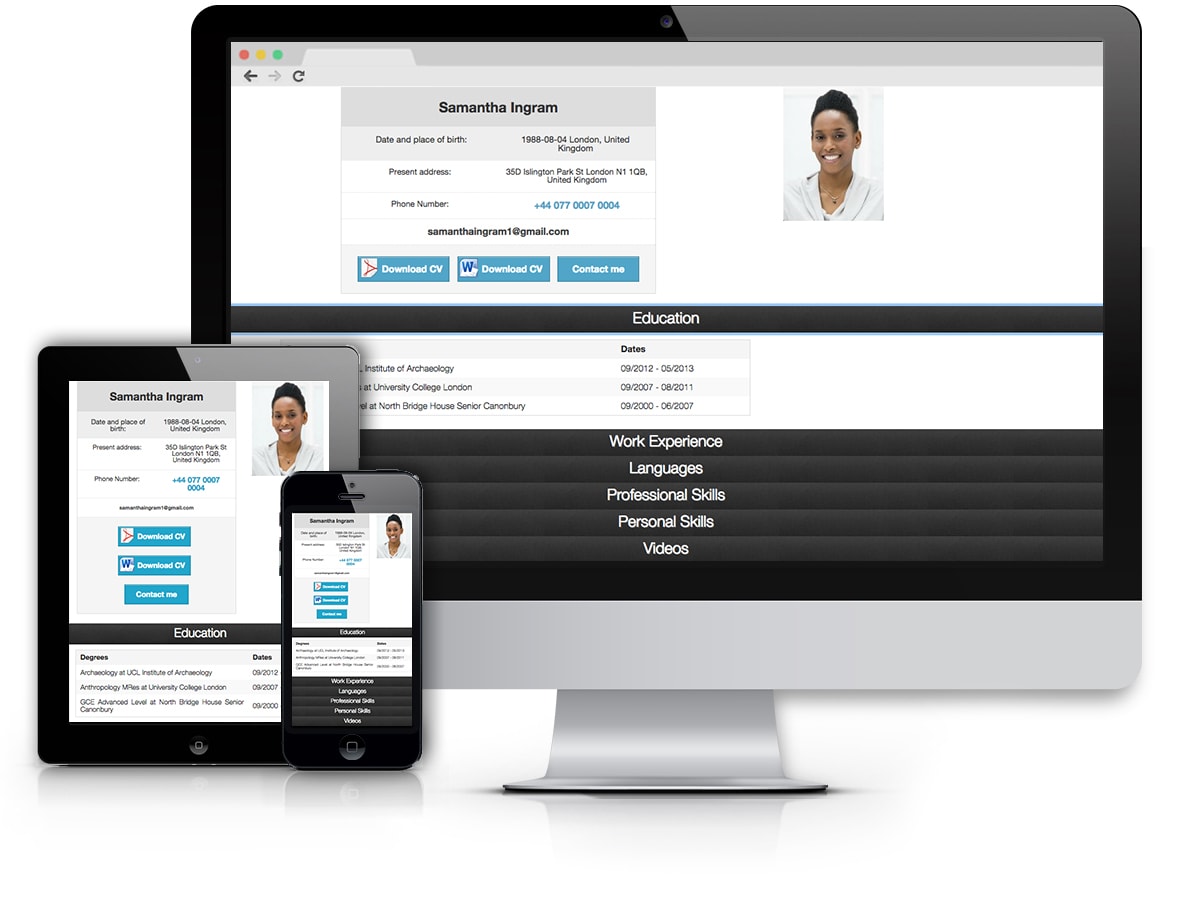 Samantha Ingram
Date and place of birth: 1988-08-04 London, United
Kingdom
Present address: 35D Islington Park St London N1 1QB,
United Kingdom
Phone Number: +44 077 0007 0004
samanthaingram1@gmail.com
Download CV Download CV Contact me
Education
Dates
Institute of Archaeology 09/2012 - 05/2013
at University College London 09/2007 - 08/2011
at North Bridge House Senior Canonbury 09/2000 - 06/2007
Work Experience
Languages
Professional Skills
Personal Skills
Videos
Samantha Ingram
Date and place of 1988-08-04 London,
birth: United Kingdom
Present address: 35D Islington Park St
London N1 1QB,
United Kingdom
Phone Number: +44 077 0007
0004
samanthaingram1@gmail.com
Download CV
Download CV
Contact me
Education
Degrees Dates
Archaeology at UCL Institute of Archaeology 09/2012
Anthropology MRes at University College London 09/2007
GCE Advanced Level at North Bridge House Senior 09/2000
Canonbury
Samantha Ingram
Date and place of 1988-08-04 London,
birth: United Kingdom
Present address: 35D Islington Park St
London N1 1QB,
United Kingdom
Phone Number: +44 077 0007
0004
samanthaingram1@gmail.com
Download CV
Download CV
Contact me
Education
Degrees Dates
Archaeology at UCL Institute of Archaeology 09/2012 - 05/2013
Anthropology MRes at University College London 09/2007 - 08/2011
GCE Advanced Level at North Bridge House Senior 09/2000 - 06/2007
Canonbury
Work Experience
Languages
Professional Skills
Personal Skills
Videos